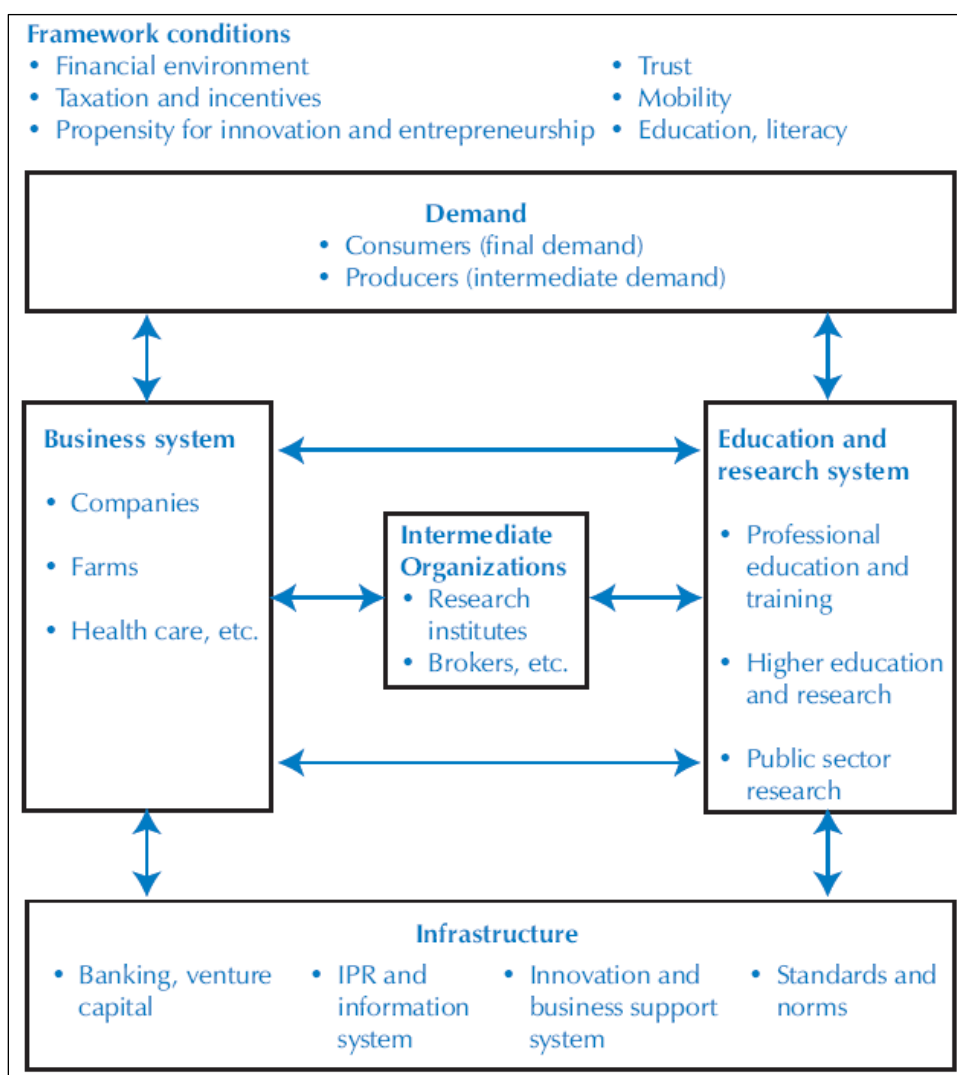 Framework conditions
• Financial environment
• Taxation and incentives
• Propensity for innovation and entrepreneurship
• Trust
• Mobility
• Education, literacy
Demand
• Consumers (final demand)
• Producers (intermediate demand)
Business system
• Companies
• Farms
• Health care, etc.
Intermediate
Organizations
• Research
institutes
• Brokers, etc.
Education and
research system
• Professional
education and
training
• Higher education
and research
• Public sector
research
Infrastructure
• Banking, venture
capital
• IPR and
information
system
• Innovation and
business support
system
• Standards and
norms